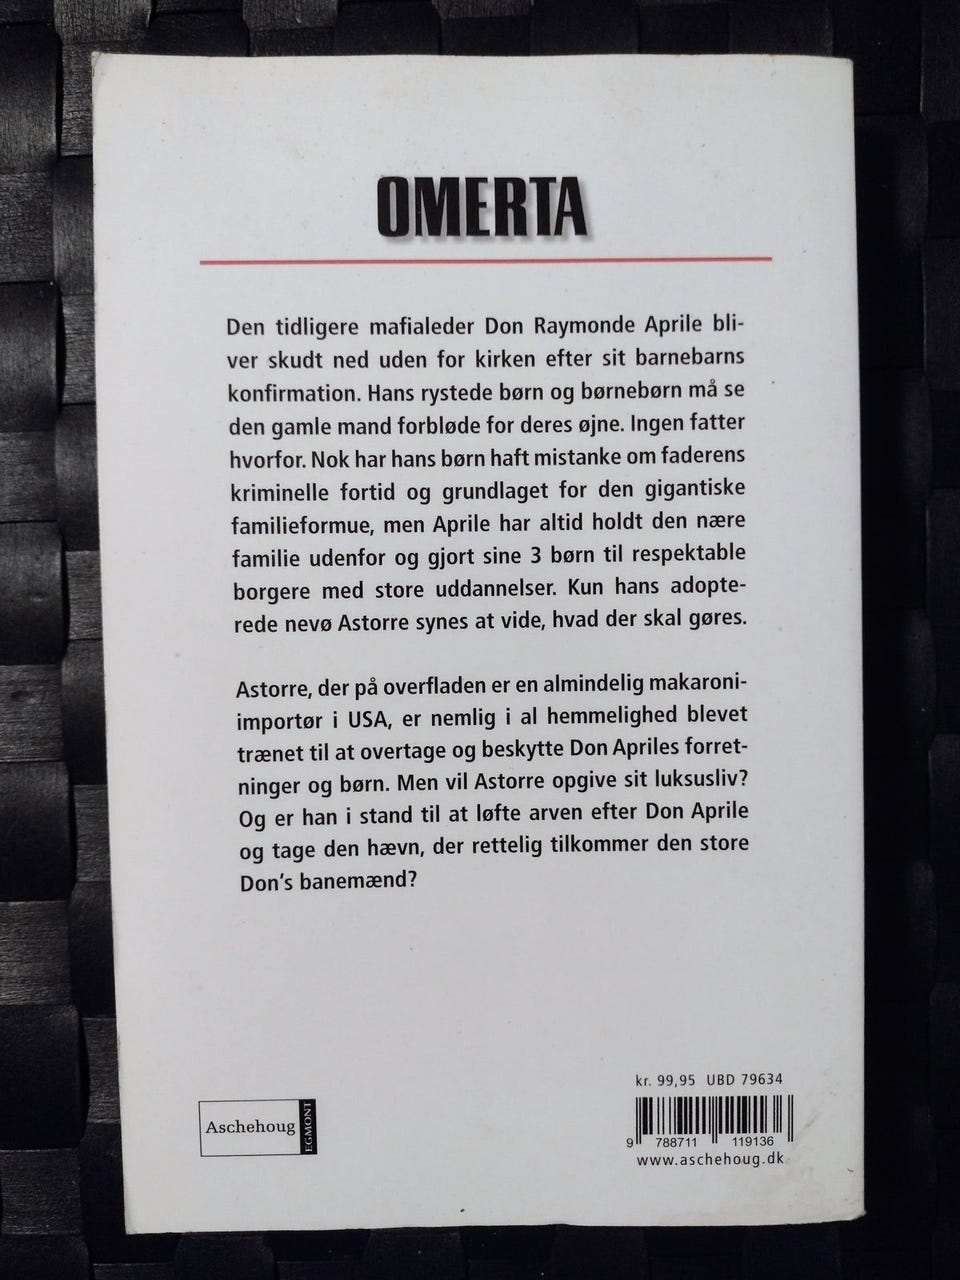 OMERTA
Den tidligere mafialeder Don Raymonde Aprile bli-
ver skudt ned uden for kirken efter sit barnebarns
konfirmation. Hans rystede børn og børnebørn må se
den gamle mand forbløde for deres øjne. Ingen fatter
hvorfor. Nok har hans børn haft mistanke om faderens
kriminelle fortid og grundlaget for den gigantiske
familieformue, men Aprile har altid holdt den nære
familie udenfor og gjort sine 3 børn til respektable
borgere med store uddannelser. Kun hans adopte-
rede nevø Astorre synes at vide, hvad der skal gøres.
Astorre, der på overfladen er en almindelig makaroni-
importør i USA, er nemlig i al hemmelighed blevet
trænet til at overtage og beskytte Don Apriles forret-
ninger og børn. Men vil Astorre opgive sit luksusliv?
Og er han i stand til at løfte arven efter Don Aprile
og tage den hævn, der rettelig tilkommer den store
Don's banemænd?
kr. 99,95 UBD 79634
9 788711 119136
www.aschehoug.dk
Aschehoug
EGMONT